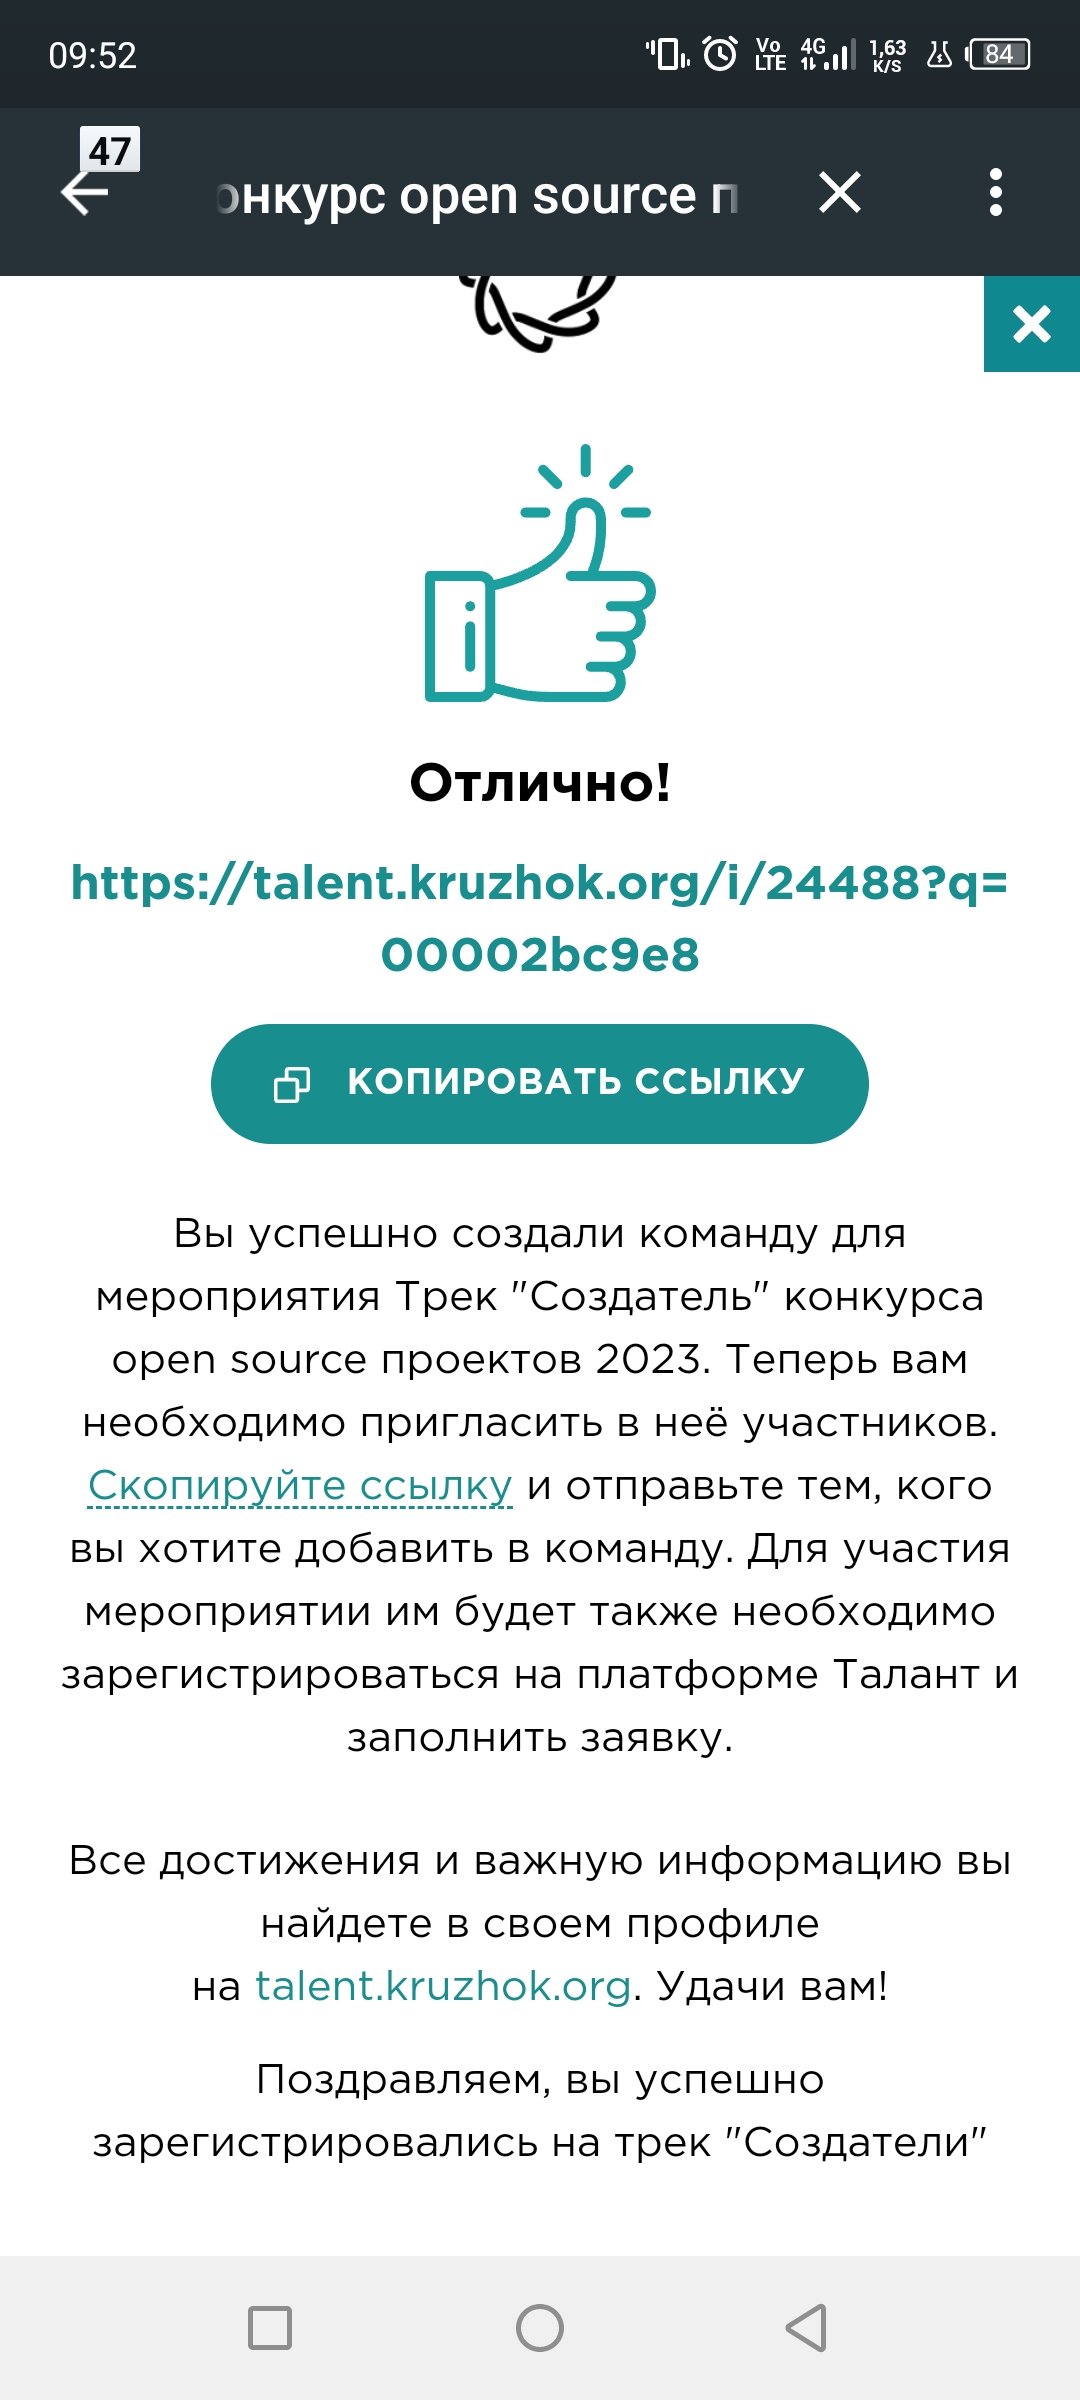 09:52
Vo
LTE
4G
1,63
K/S
84
47
онкурс open source п
Отлично!
https://talent.kruzhok.org/i/24488?q=
00002bc9e8
КОПИРОВАТЬ ССЫЛКУ
Вы успешно создали команду для
мероприятия Трек "Создатель" конкурса
open source проектов 2023. Теперь вам
необходимо пригласить в неё участников.
Скопируйте ссылку и отправьте тем, кого
вы хотите добавить в команду. Для участия
мероприятии им будет также необходимо
зарегистрироваться на платформе Талант и
заполнить заявку.
Все достижения и важную информацию вы
найдете в своем профиле
на talent.kruzhok.org. Удачи вам!
Поздравляем, вы успешно
зарегистрировались на трек "Создатели"